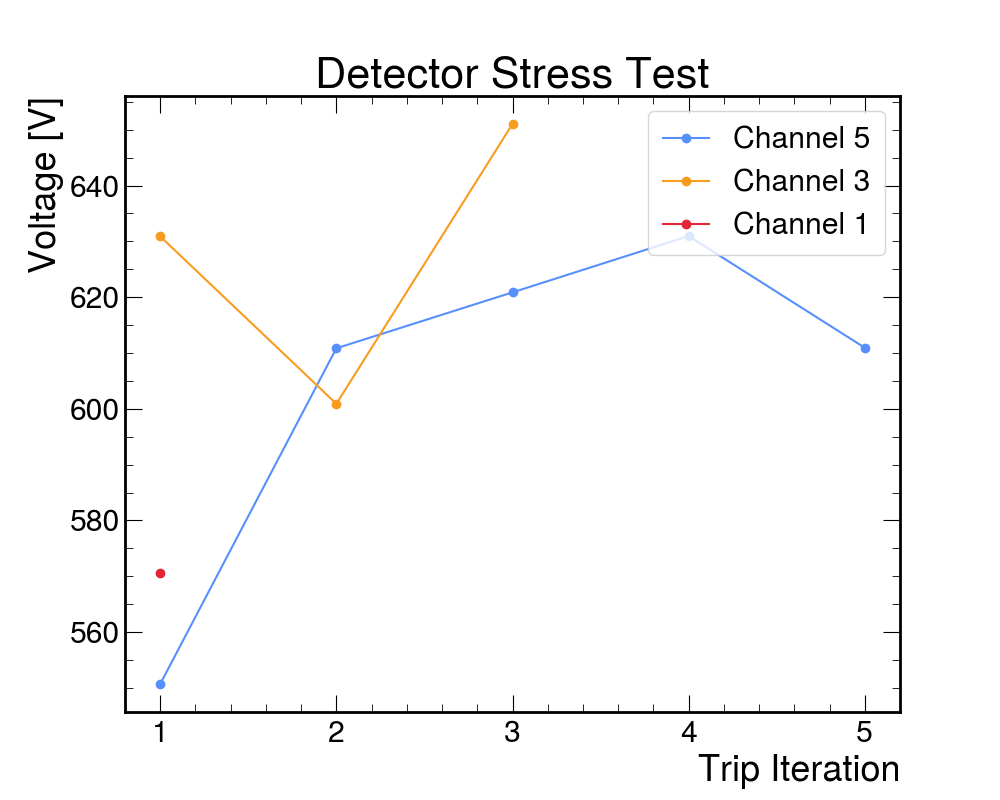 Detector Stress Test
Voltage [V]
640
620
600
580
560
Channel 5
Channel 3
Channel 1
1 2 3 4 5
Trip Iteration